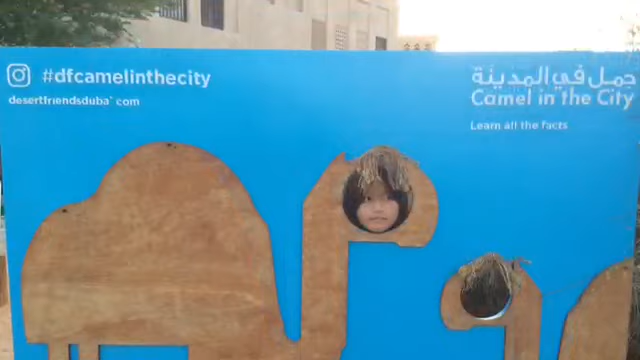 #dfcamelinthecity
desertfriendsdubai.com
جمل في المدينة
Camel in the City
Learn all the facts